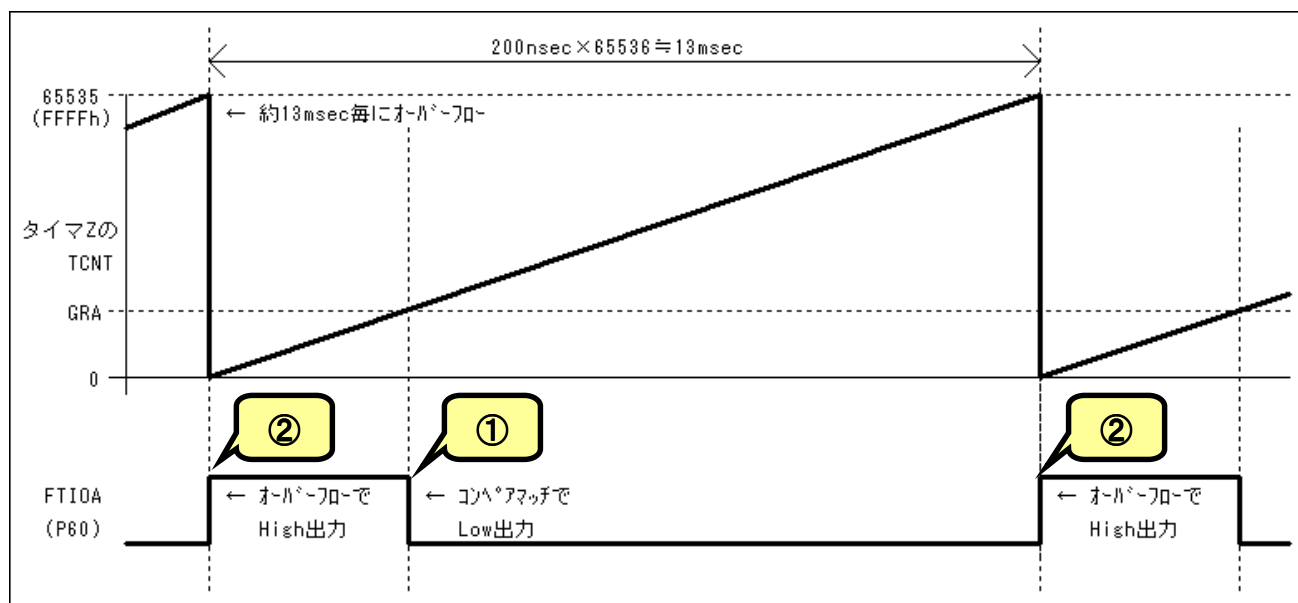 200nsec×65536≒13msec
65535
(FFFFh)
← 約13msec毎にｵｰﾊﾞｰﾌﾛｰ
タイマZの
TCNT
GRA
0
②
①
②
FTIOA
(P60)
← ｵｰﾊﾞｰﾌﾛｰで
High出力
← ｺﾝﾍﾟｱﾏｯﾁで
Low出力
← ｵｰﾊﾞｰﾌﾛｰで
High出力